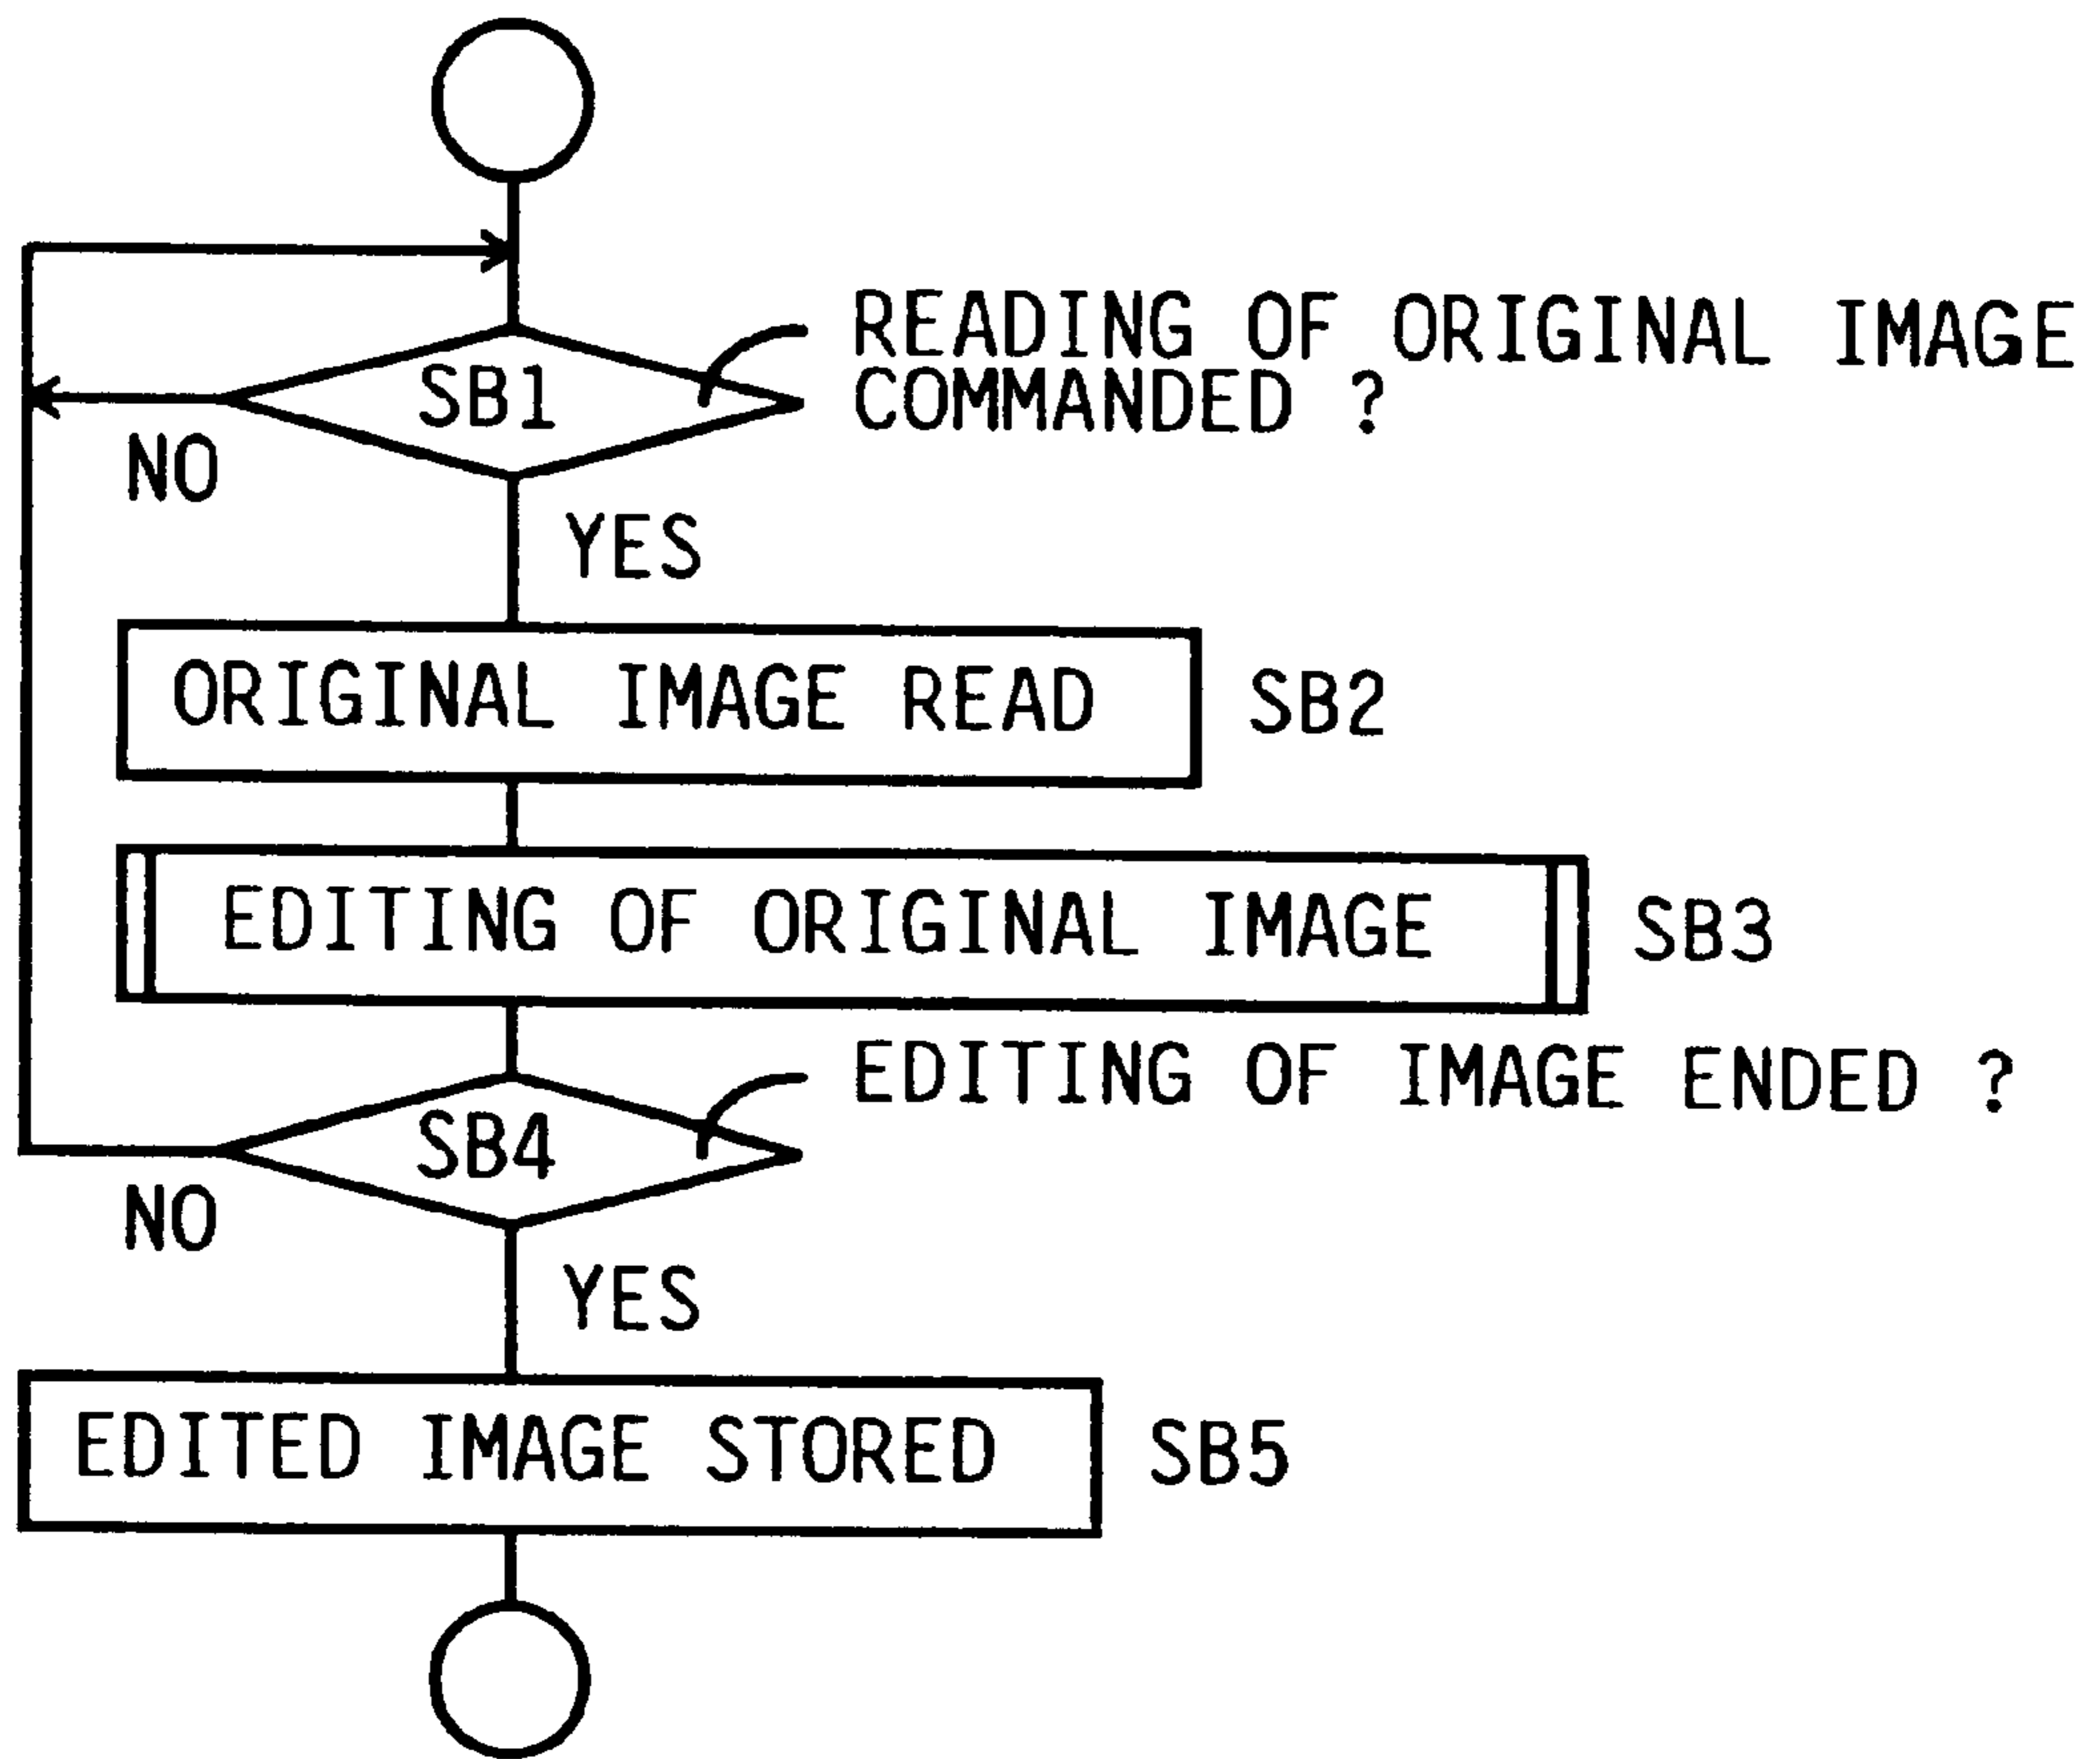 READING OF ORIGINAL IMAGE
COMMANDED ?
SB1
NO
YES
ORIGINAL IMAGE READ
SB2
EDITING OF ORIGINAL IMAGE
SB3
EDITING OF IMAGE ENDED ?
SB4
NO
YES
EDITED IMAGE STORED
SB5